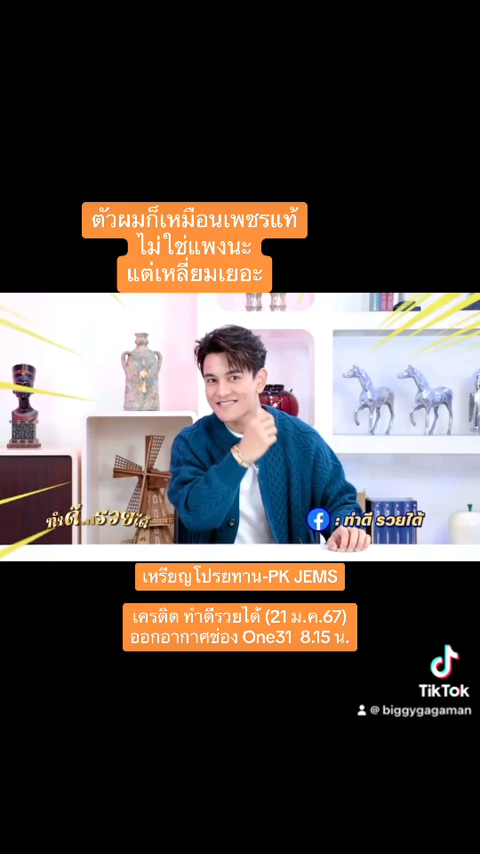 ตัวผมก็เหมือนเพชรแท้
ไม่ใช่แพงนะ
แต่เหลี่ยมเยอะ
ทำดี รวยได้
: ทำดี รวยได้
เหรียญโปรยทาน-PK JEMS
เครดิต ทำดีรวยได้ (21 ม.ค.67)
ออกอากาศช่อง One31 8.15 น.
TikTok
@ biggygagaman